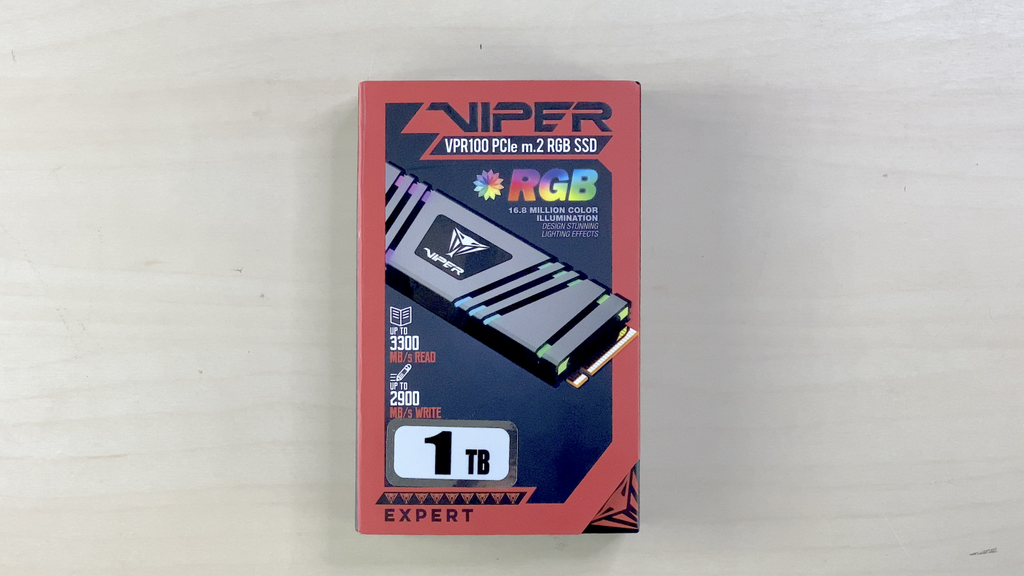 VIPER
VPR100 PCIe m.2 RGB SSD
RGB
16.8 MILLION COLOR
ILLUMINATION
DESIGN STUNNING
LIGHTING EFFECTS
VIPER
UP TO
3300
MB/s READ
UP TO
2900
MB/s WRITE
1 TB
EXPERT